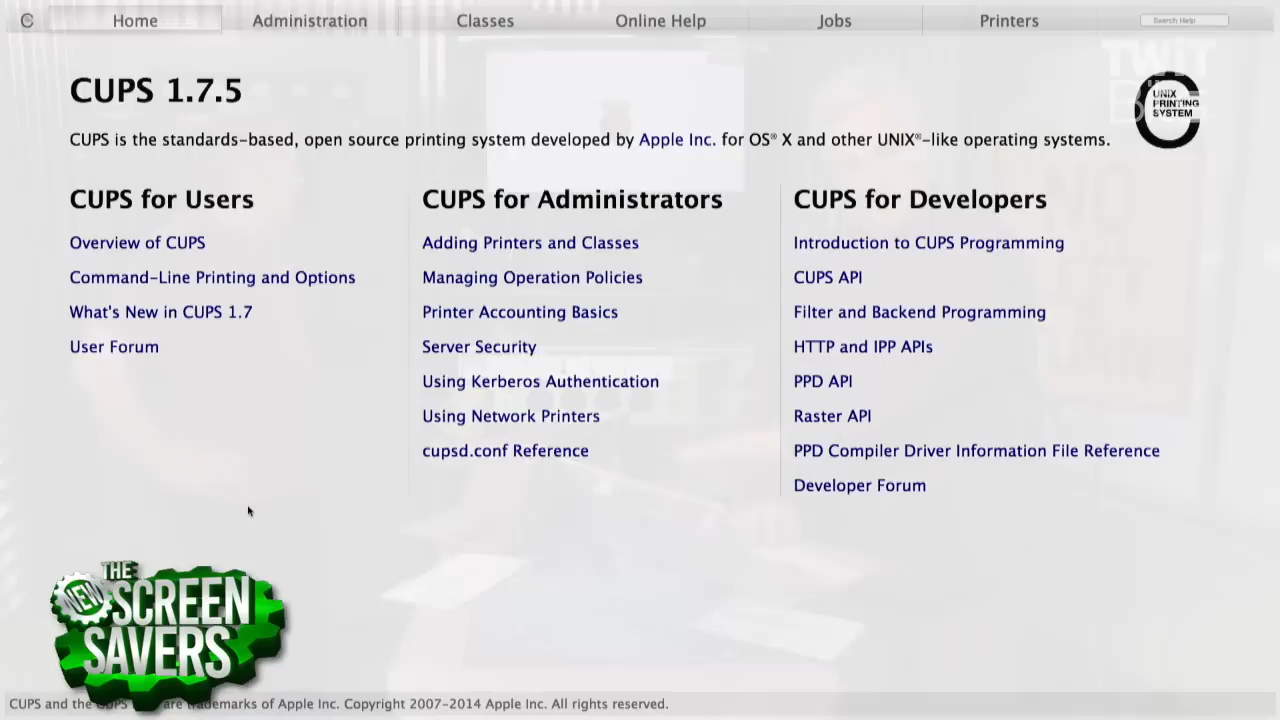 Home Administration Classes Online Help Jobs Printers Search Help
CUPS 1.7.5
TWiT
UNIX
PRINTING
SYSTEM
CUPS is the standards-based, open source printing system developed by Apple Inc. for OS® X and other UNIX®-like operating systems.
CUPS for Users
Overview of CUPS
Command-Line Printing and Options
What's New in CUPS 1.7
User Forum
CUPS for Administrators
Adding Printers and Classes
Managing Operation Policies
Printer Accounting Basics
Server Security
Using Kerberos Authentication
Using Network Printers
cupsd.conf Reference
CUPS for Developers
Introduction to CUPS Programming
CUPS API
Filter and Backend Programming
HTTP and IPP APIs
PPD API
Raster API
PPD Compiler Driver Information File Reference
Developer Forum
THE
NEW
SCREEN
SAVERS
CUPS and the CUPS are trademarks of Apple Inc. Copyright 2007-2014 Apple Inc. All rights reserved.